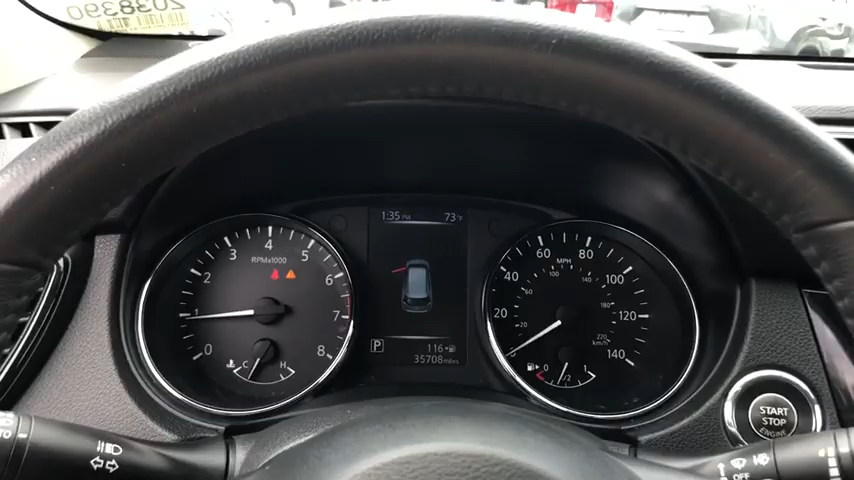 2038390
1:35 PM 73°F
4
3 5
RPMx1000
2 6
1 7
0 8
C H
60 80
MPH
40 100 140 100
60 180
20 20 120
220
km/h 140
0 1/2 1
P 116
35708 miles
START
STOP
ENGINE
OFF